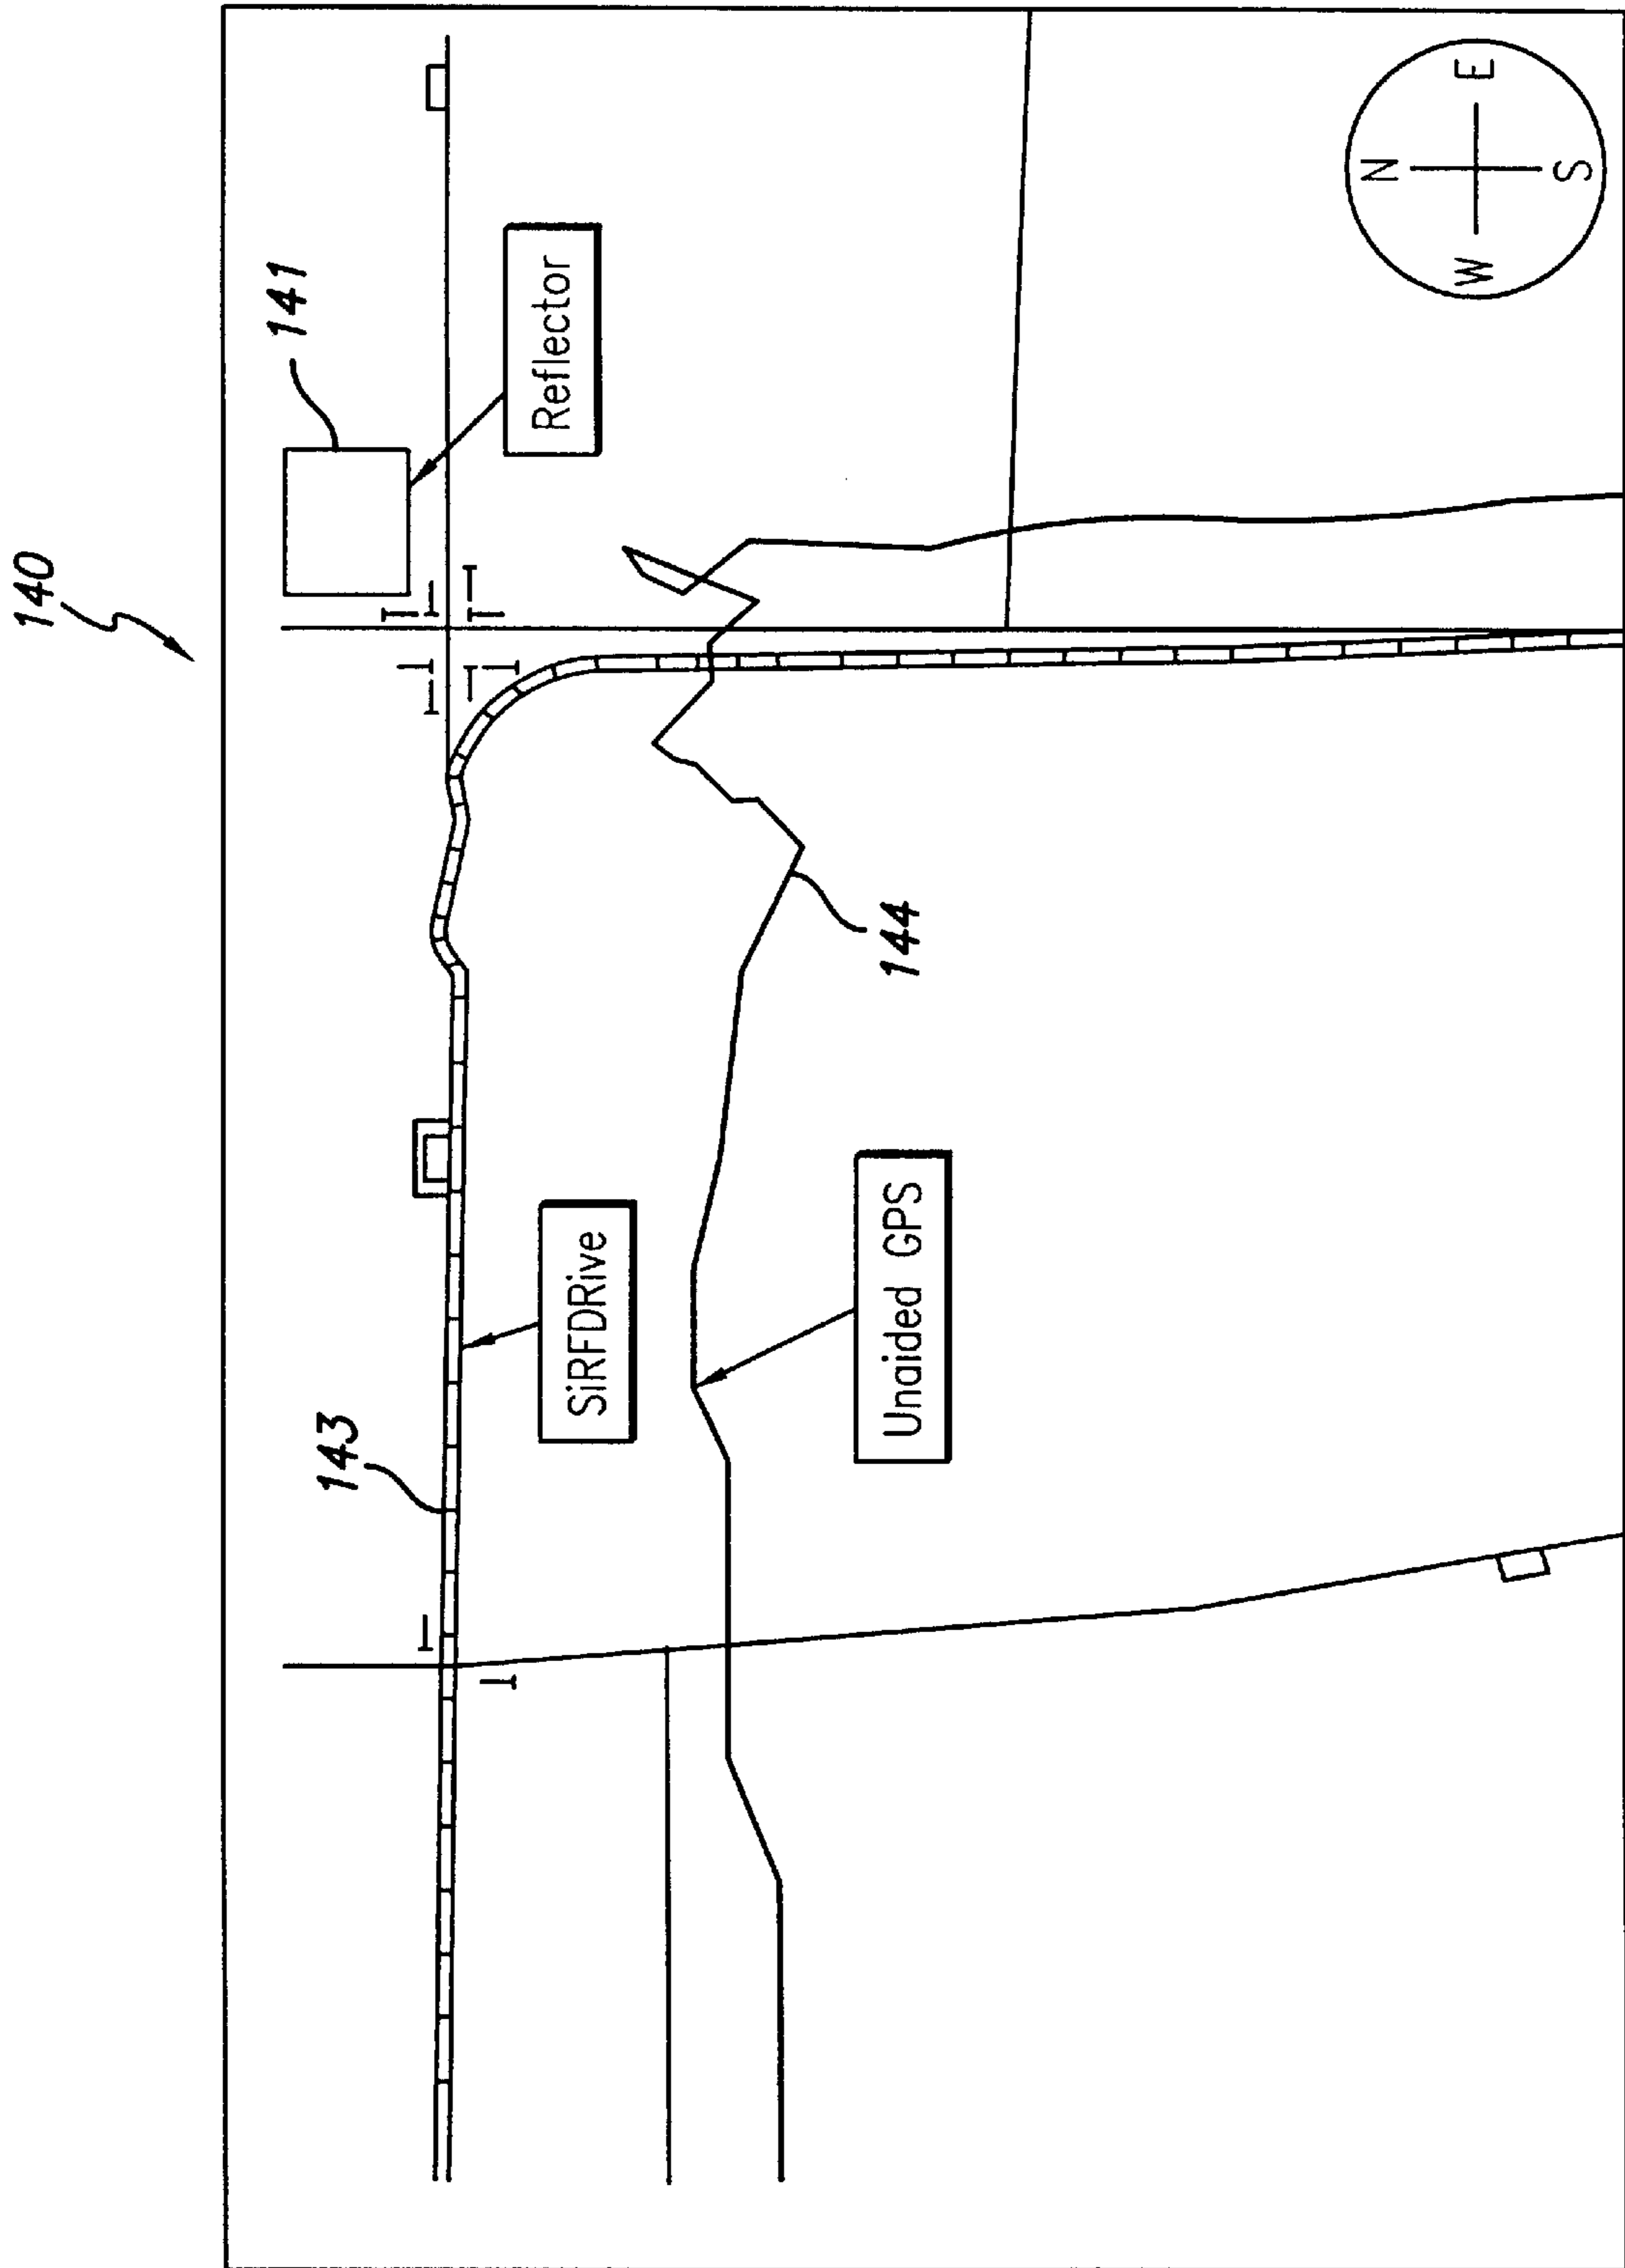 140
141
Reflector
143
SiRFDRive
144
Unaided GPS
N
W
E
S